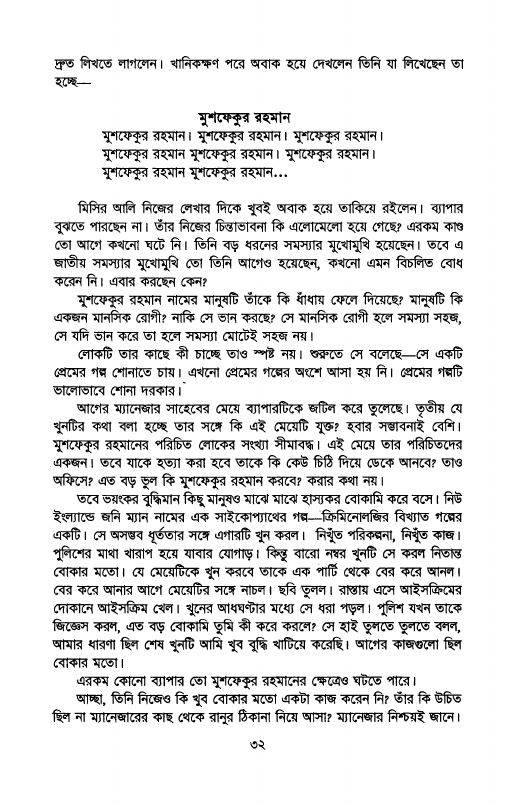 দ্রুত লিখতে লাগলেন। খানিকক্ষণ পরে অবাক হয়ে দেখলেন তিনি যা লিখেছেন তা
হচ্ছে—
মুশফেকুর রহমান
মুশফেকুর রহমান। মুশফেকুর রহমান। মুশফেকুর রহমান।
মুশফেকুর রহমান মুশফেকুর রহমান। মুশফেকুর রহমান।
মুশফেকুর রহমান মুশফেকুর রহমান...
মিসির আলি নিজের লেখার দিকে খুবই অবাক হয়ে তাকিয়ে রইলেন। ব্যাপার
বুঝতে পারছেন না। তাঁর নিজের চিন্তাভাবনা কি এলোমেলো হয়ে গেছে? এরকম কাণ্ড
তো আগে কখনো ঘটে নি। তিনি বড় ধরনের সমস্যার মুখোমুখি হয়েছেন। তবে এ
জাতীয় সমস্যার মুখোমুখি তো তিনি আগেও হয়েছেন, কখনো এমন বিচলিত বোধ
করেন নি। এবার করছেন কেন?
মুশফেকুর রহমান নামের মানুষটি তাঁকে কি ধাঁধায় ফেলে দিয়েছে? মানুষটি কি
একজন মানসিক রোগী? নাকি সে ভান করছে? সে মানসিক রোগী হলে সমস্যা সহজ,
সে যদি ভান করে তা হলে সমস্যা মোটেই সহজ নয়।
লোকটি তার কাছে কী চাচ্ছে তাও স্পষ্ট নয়। শুরুতে সে বলেছে—সে একটি
প্রেমের গল্প শোনাতে চায়। এখনো প্রেমের গল্পের অংশে আসা হয় নি। প্রেমের গল্পটি
ভালোভাবে শোনা দরকার।
আগের ম্যানেজার সাহেবের মেয়ে ব্যাপারটিকে জটিল করে তুলেছে। তৃতীয় যে
খুনটির কথা বলা হচ্ছে তার সঙ্গে কি এই মেয়েটি যুক্ত? হবার সম্ভাবনাই বেশি।
মুশফেকুর রহমানের পরিচিত লোকের সংখ্যা সীমাবদ্ধ। এই মেয়ে তার পরিচিতদের
একজন। তবে যাকে হত্যা করা হবে তাকে কি কেউ চিঠি দিয়ে ডেকে আনবে? তাও
অফিসে? এত বড় ভুল কি মুশফেকুর রহমান করবে? করার কথা নয়।
তবে ভয়ংকর বুদ্ধিমান কিছু মানুষও মাঝে মাঝে হাস্যকর বোকামি করে বসে। নিউ
ইংল্যান্ডে জনি ম্যান নামের এক সাইকোপ্যাথের গল্প—ক্রিমিনোলজির বিখ্যাত গল্পের
একটি। সে অসম্ভব ধূর্ততার সঙ্গে এগারটি খুন করল। নিখুঁত পরিকল্পনা, নিখুঁত কাজ।
পুলিশের মাথা খারাপ হয়ে যাবার যোগাড়। কিন্তু বারো নম্বর খুনটি সে করল নিতান্ত
বোকার মতো। যে মেয়েটিকে খুন করবে তাকে এক পার্টি থেকে বের করে আনল।
বের করে আনার আগে মেয়েটির সঙ্গে নাচল। ছবি তুলল। রাস্তায় এসে আইসক্রিমের
দোকানে আইসক্রিম খেল। খুনের আধঘণ্টার মধ্যে সে ধরা পড়ল। পুলিশ যখন তাকে
জিজ্ঞেস করল, এত বড় বোকামি তুমি কী করে করলে? সে হাই তুলতে তুলতে বলল,
আমার ধারণা ছিল শেষ খুনটি আমি খুব বুদ্ধি খাটিয়ে করেছি। আগের কাজগুলো ছিল
বোকার মতো।
এরকম কোনো ব্যাপার তো মুশফেকুর রহমানের ক্ষেত্রেও ঘটতে পারে।
আচ্ছা, তিনি নিজেও কি খুব বোকার মতো একটা কাজ করেন নি? তাঁর কি উচিত
ছিল না ম্যানেজারের কাছ থেকে রানুর ঠিকানা নিয়ে আসা? ম্যানেজার নিশ্চয়ই জানে।
৩২